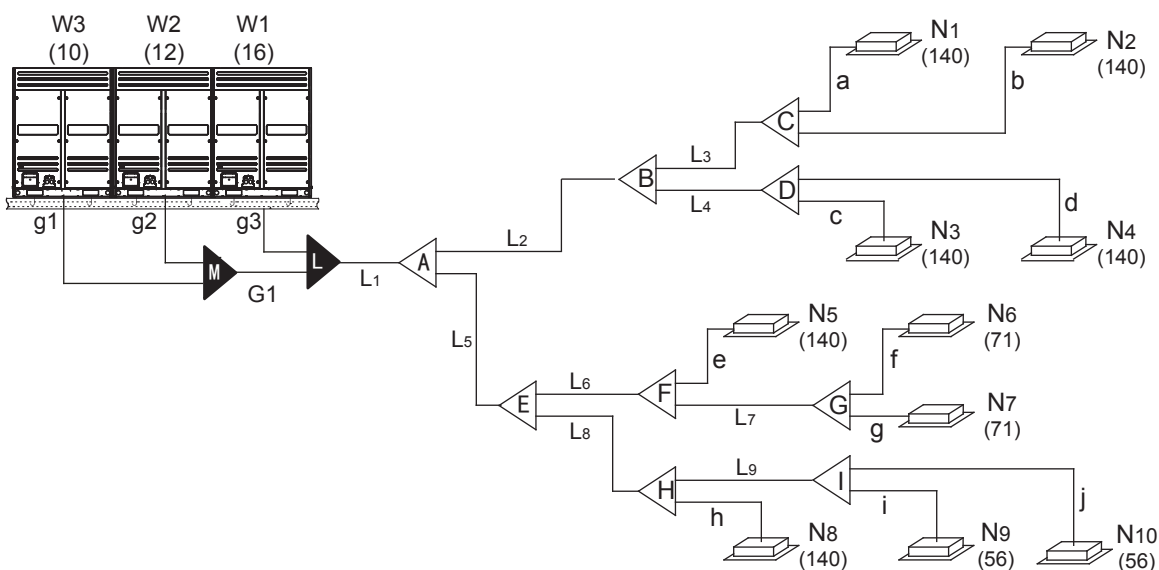 W3 W2 W1
(10) (12) (16)
g1 g2 g3
M
G1
L
L1
A
L2
B
L3
L4
C
a
b
N1
(140)
N2
(140)
D
c
d
N3
(140)
N4
(140)
L5
E
L6
L8
F
e
N5
(140)
L7
G
f
g
N6
(71)
N7
(71)
H
L9
h
I
i
j
N8
(140)
N9
(56)
N10
(56)